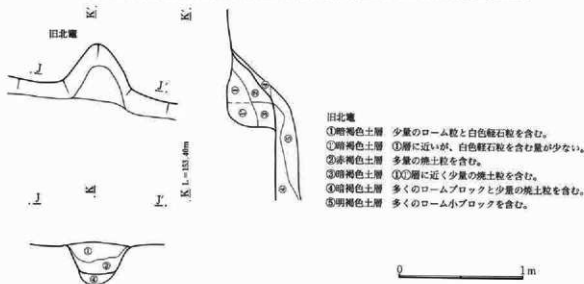 旧北竈
K
K'
J
J'
K
K'
L=153.40m
J
K
J'
①
②
④
旧北竈
①暗褐色土層 少量のローム粒と白色軽石粒を含む。
①'暗褐色土層 ①層に近いが、白色軽石粒を含む量が少ない。
②赤褐色土層 多量の焼土粒を含む。
③暗褐色土層 ①①'層に近く少量の焼土粒を含む。
④暗褐色土層 多くのロームブロックと少量の焼土粒を含む。
⑤明褐色土層 多くのローム小ブロックを含む。
0 1m